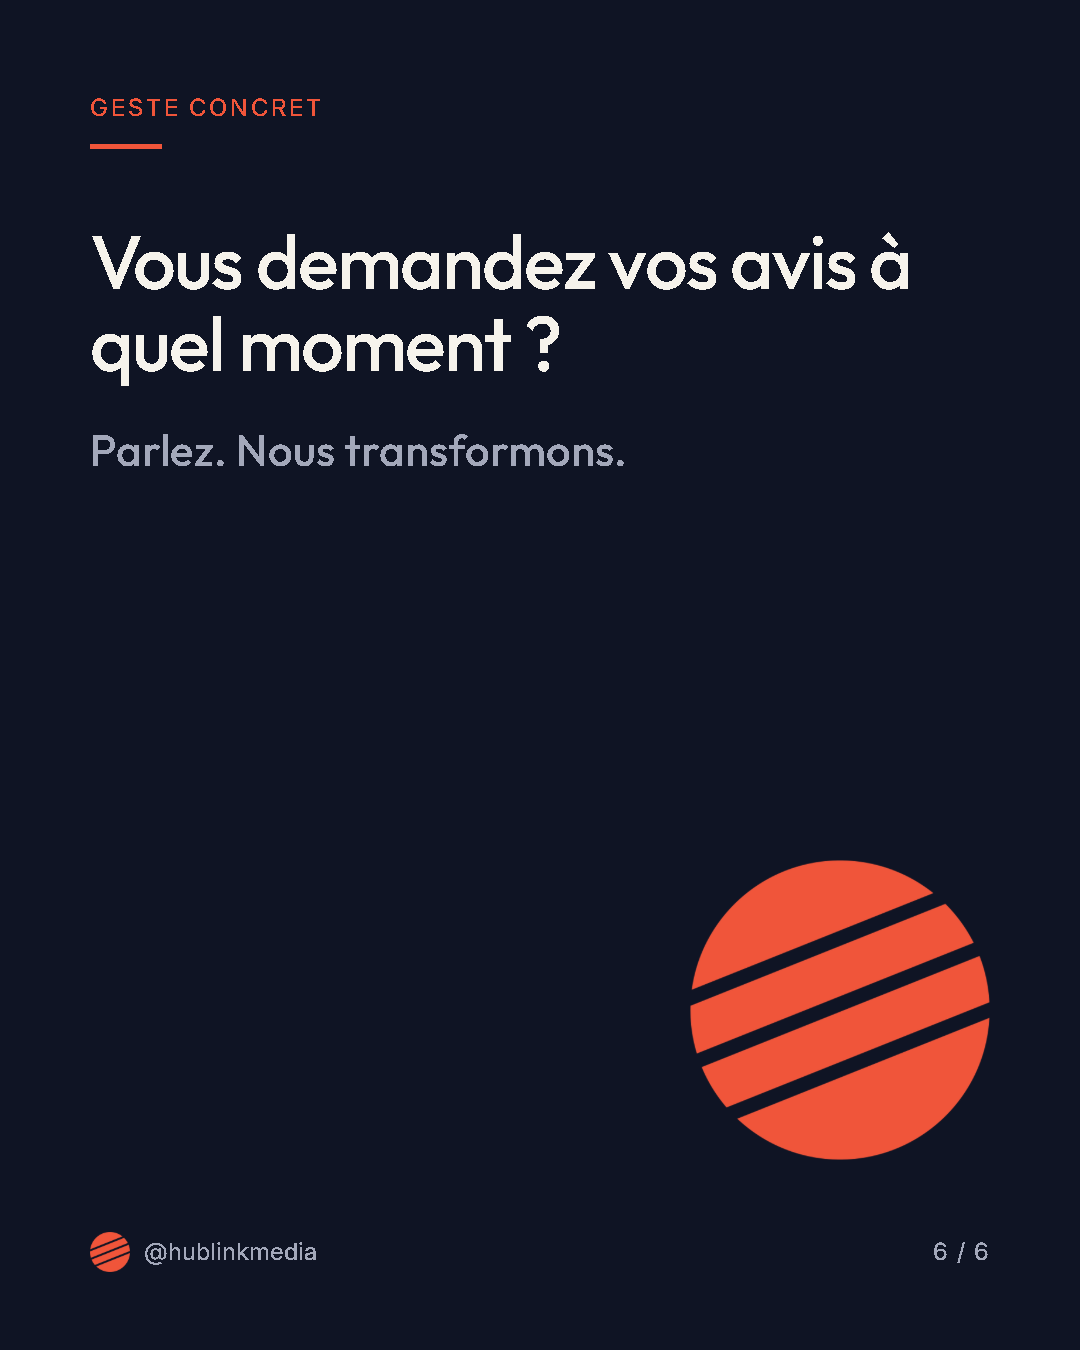 GESTE CONCRET
Vous demandez vos avis à
quel moment ?
Parlez. Nous transformons.
@hublinkmedia
6 / 6